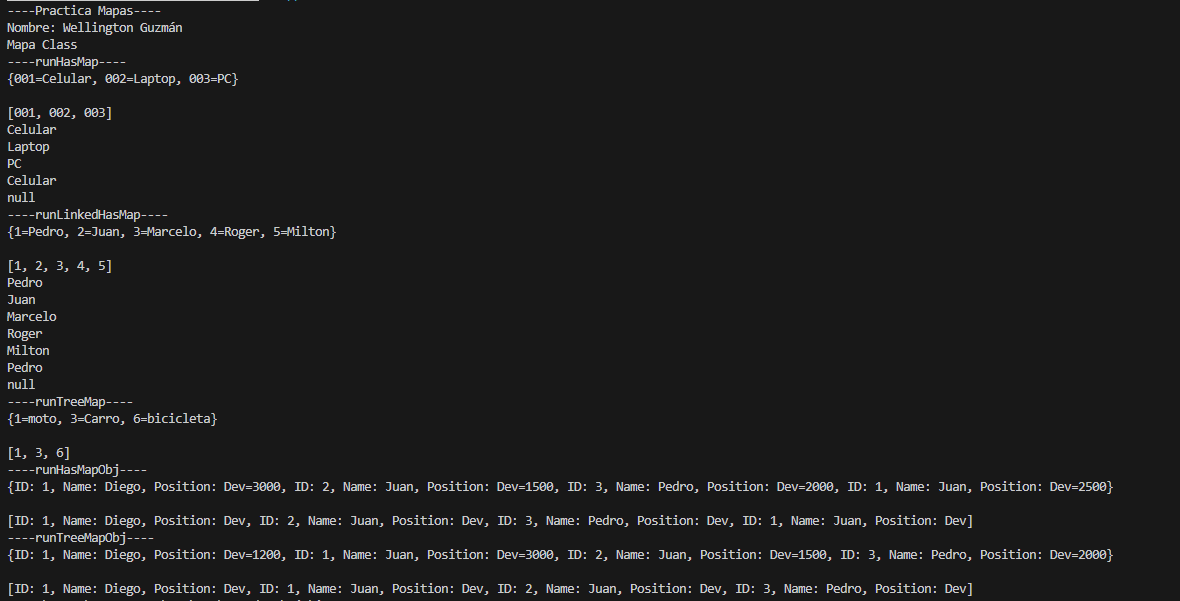 ----Practica Mapas----
Nombre: Wellington Guzmán
Mapa Class
----runHasMap----
{001=Celular, 002=Laptop, 003=PC}
[001, 002, 003]
Celular
Laptop
PC
Celular
null
----runLinkedHasMap----
{1=Pedro, 2=Juan, 3=Marcelo, 4=Roger, 5=Milton}
[1, 2, 3, 4, 5]
Pedro
Juan
Marcelo
Roger
Milton
Pedro
null
----runTreeMap----
{1=moto, 3=Carro, 6=bicicleta}
[1, 3, 6]
----runHasMapObj----
{ID: 1, Name: Diego, Position: Dev=3000, ID: 2, Name: Juan, Position: Dev=1500, ID: 3, Name: Pedro, Position: Dev=2000, ID: 1, Name: Juan, Position: Dev=2500}
[ID: 1, Name: Diego, Position: Dev, ID: 2, Name: Juan, Position: Dev, ID: 3, Name: Pedro, Position: Dev, ID: 1, Name: Juan, Position: Dev]
----runTreeMapObj----
{ID: 1, Name: Diego, Position: Dev=1200, ID: 1, Name: Juan, Position: Dev=3000, ID: 2, Name: Juan, Position: Dev=1500, ID: 3, Name: Pedro, Position: Dev=2000}
[ID: 1, Name: Diego, Position: Dev, ID: 1, Name: Juan, Position: Dev, ID: 2, Name: Juan, Position: Dev, ID: 3, Name: Pedro, Position: Dev]